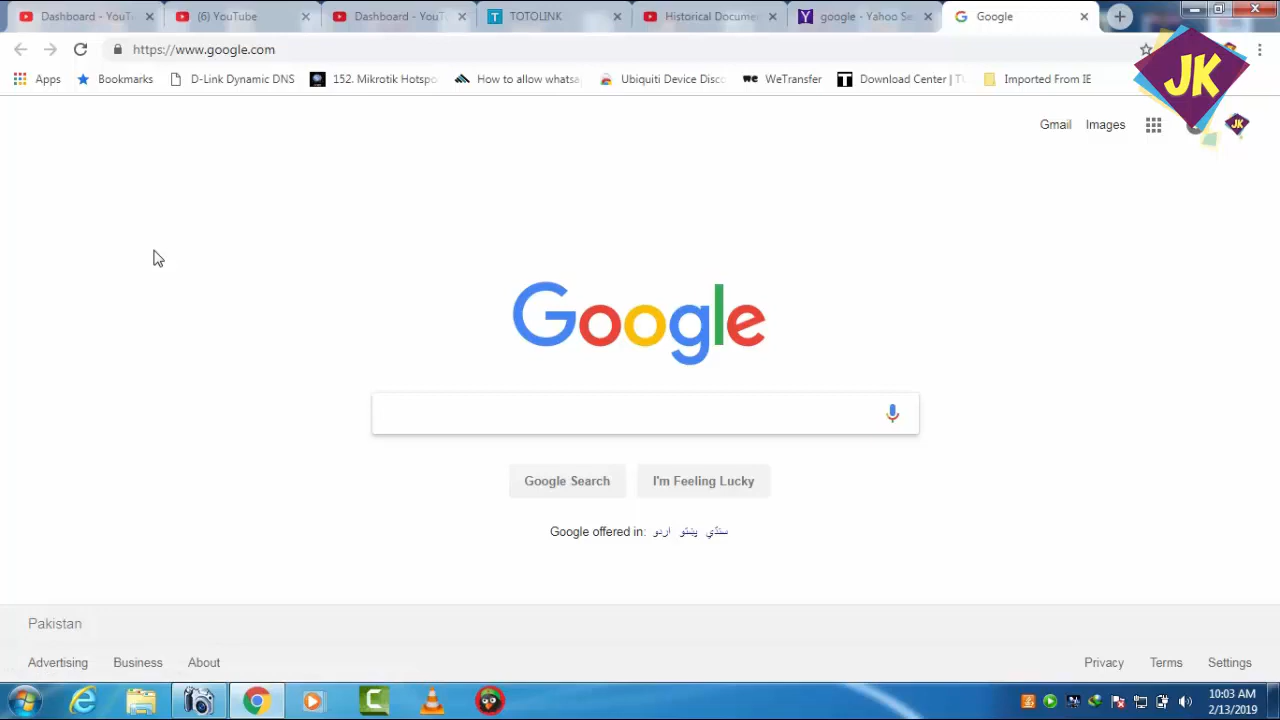 Dashboard - YouTu
(6) YouTube
Dashboard - YouTu
TOTOLINK
Historical Docume
google - Yahoo Se
Google
https://www.google.com
Apps
Bookmarks
D-Link Dynamic DNS
152. Mikrotik Hotspo
How to allow whatsa
Ubiquiti Device Disco
WeTransfer
Download Center | T
Imported From IE
JK
Gmail
Images
JK
Google
Google Search
I'm Feeling Lucky
Google offered in: اردو پښتو سنڌي
Pakistan
Advertising
Business
About
Privacy
Terms
Settings
10:03 AM
2/13/2019